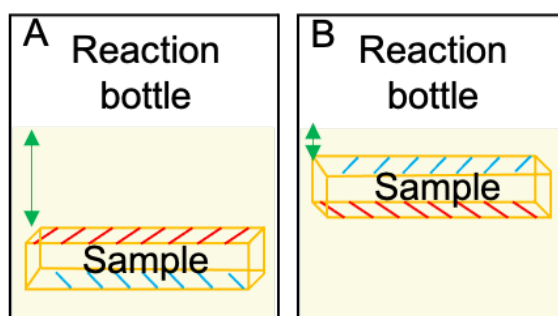 A
Reaction
bottle
Sample
B
Reaction
bottle
Sample